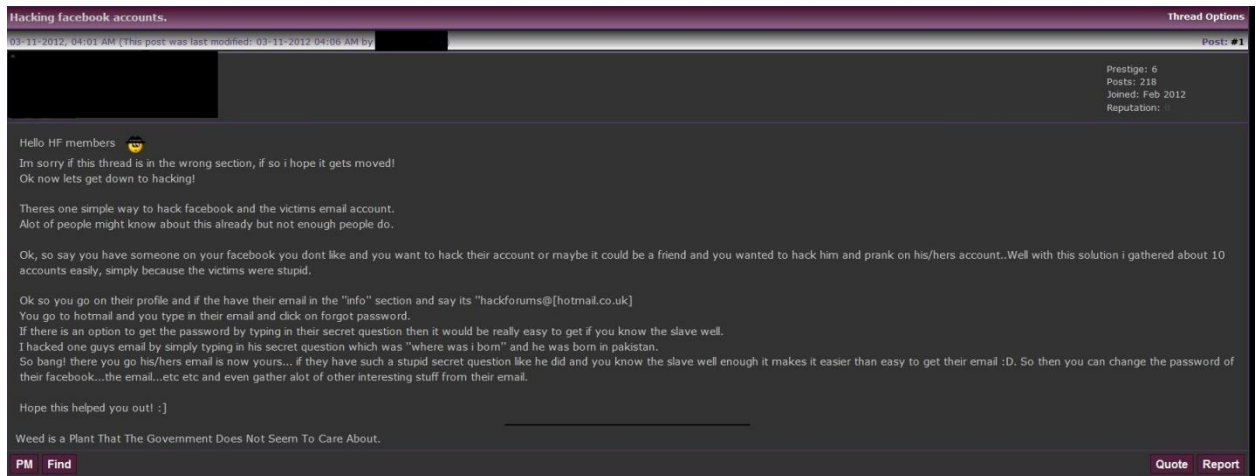 Hacking facebook accounts.
Thread Options
03-11-2012, 04:01 AM (This post was last modified: 03-11-2012 04:06 AM by
Post: #1
Prestige: 6
Posts: 218
Joined: Feb 2012
Reputation: 0
Hello HF members
Im sorry if this thread is in the wrong section, if so i hope it gets moved!
Ok now lets get down to hacking!
Theres one simple way to hack facebook and the victims email account.
Alot of people might know about this already but not enough people do.
Ok, so say you have someone on your facebook you dont like and you want to hack their account or maybe it could be a friend and you wanted to hack him and prank on his/hers account..Well with this solution i gathered about 10
accounts easily, simply because the victims were stupid.
Ok so you go on their profile and if the have their email in the "info" section and say its "hackforums@[hotmail.co.uk]
You go to hotmail and you type in their email and click on forgot password.
If there is an option to get the password by typing in their secret question then it would be really easy to get if you know the slave well.
I hacked one guys email by simply typing in his secret question which was "where was i born" and he was born in pakistan.
So bang! there you go his/hers email is now yours... if they have such a stupid secret question like he did and you know the slave well enough it makes it easier than easy to get their email :D. So then you can change the password of
their facebook...the email...etc etc and even gather alot of other interesting stuff from their email.
Hope this helped you out! :]
Weed is a Plant That The Government Does Not Seem To Care About.
PM Find
Quote Report